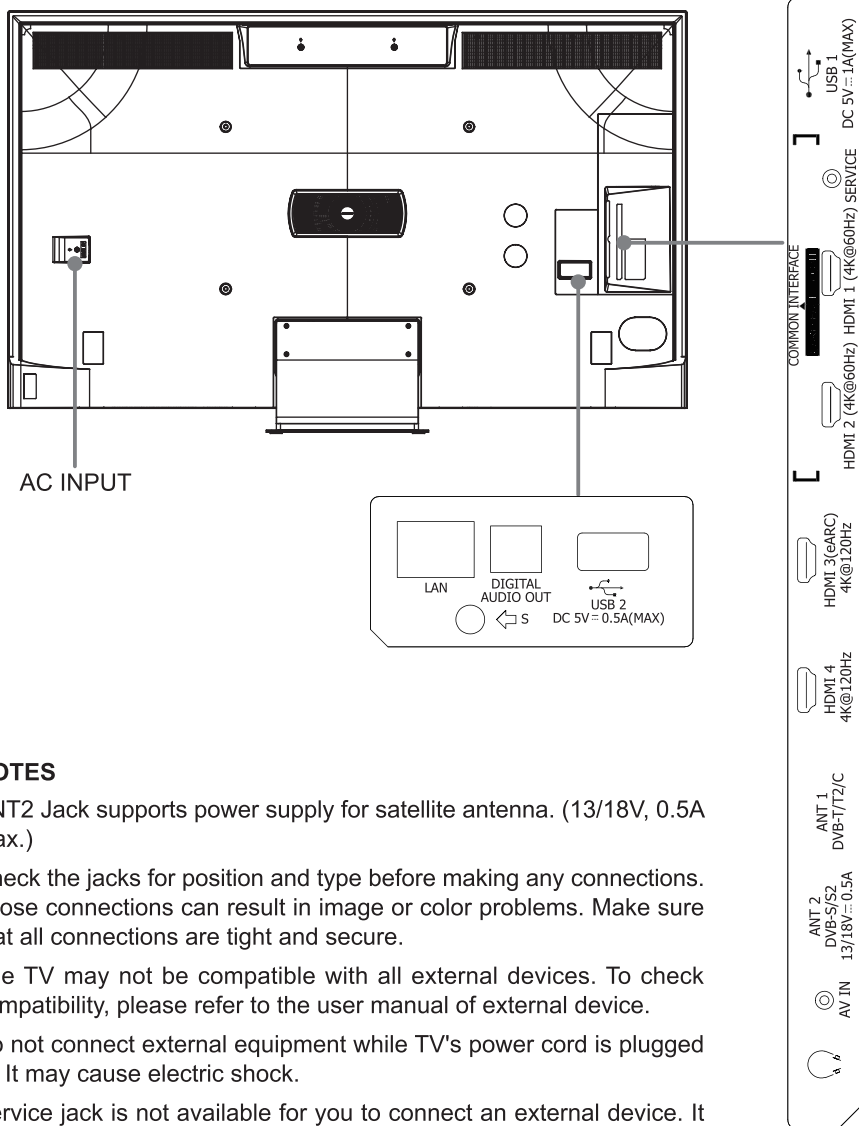 AC INPUT
LAN
DIGITAL
AUDIO OUT
USB 2
DC 5V⎓0.5A(MAX)
S
USB 1
DC 5V⎓1A(MAX)
SERVICE
COMMON INTERFACE
HDMI 1 (4K@60Hz)
HDMI 2 (4K@60Hz)
HDMI 3(eARC)
4K@120Hz
HDMI 4
4K@120Hz
ANT 1
DVB-T/T2/C
ANT 2
DVB-S/S2
13/18V⎓0.5A
AV IN
OTES
NT2 Jack supports power supply for satellite antenna. (13/18V, 0.5A
ax.)
heck the jacks for position and type before making any connections.
ose connections can result in image or color problems. Make sure
at all connections are tight and secure.
e TV may not be compatible with all external devices. To check
mpatibility, please refer to the user manual of external device.
o not connect external equipment while TV's power cord is plugged
. It may cause electric shock.
ervice jack is not available for you to connect an external device. It